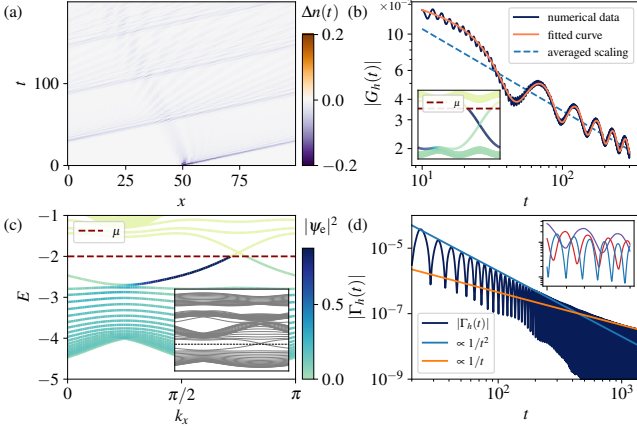 (a)
Δn(t)
0.2
0.0
−0.2
t
100
0
0
25
50
75
x
(b)
×10⁻²
numerical data
fitted curve
averaged scaling
|G_h(t)|
10
6
4
3
2
μ
10¹
10²
t
(c)
|ψ_e|²
μ
−1
−2
−3
−4
−5
E
0.5
0.0
0
π/2
π
k_x
(d)
|Γ_h(t)|
10⁻⁵
10⁻⁷
10⁻⁹
|Γ_h(t)|
∝ 1/t²
∝ 1/t
10²
10³
t